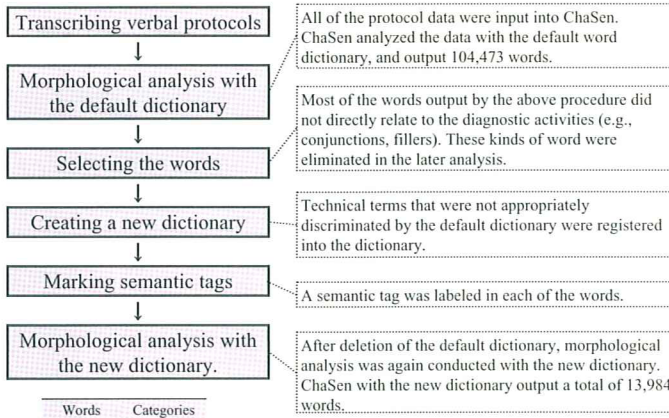 Transcribing verbal protocols
All of the protocol data were input into ChaSen.
ChaSen analyzed the data with the default word
dictionary, and output 104,473 words.
Morphological analysis with
the default dictionary
Most of the words output by the above procedure did
not directly relate to the diagnostic activities (e.g.,
conjunctions, fillers). These kinds of word were
eliminated in the later analysis.
Selecting the words
Creating a new dictionary
Technical terms that were not appropriately
discriminated by the default dictionary were registered
into the dictionary.
Marking semantic tags
A semantic tag was labeled in each of the words.
Morphological analysis with
the new dictionary.
After deletion of the default dictionary, morphological
analysis was again conducted with the new dictionary.
ChaSen with the new dictionary output a total of 13,984
words.
Words Categories